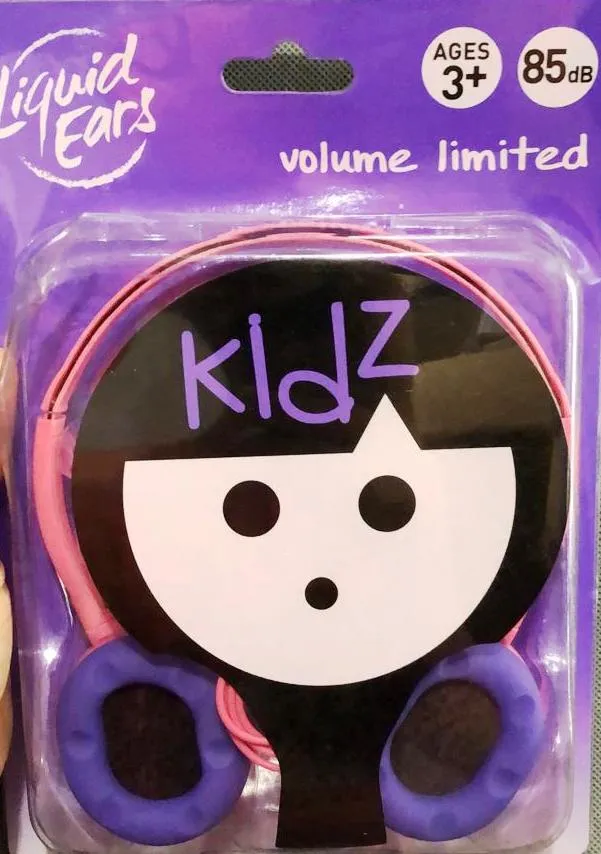 Liquid
Ears
AGES
3+
85dB
volume limited
kidz